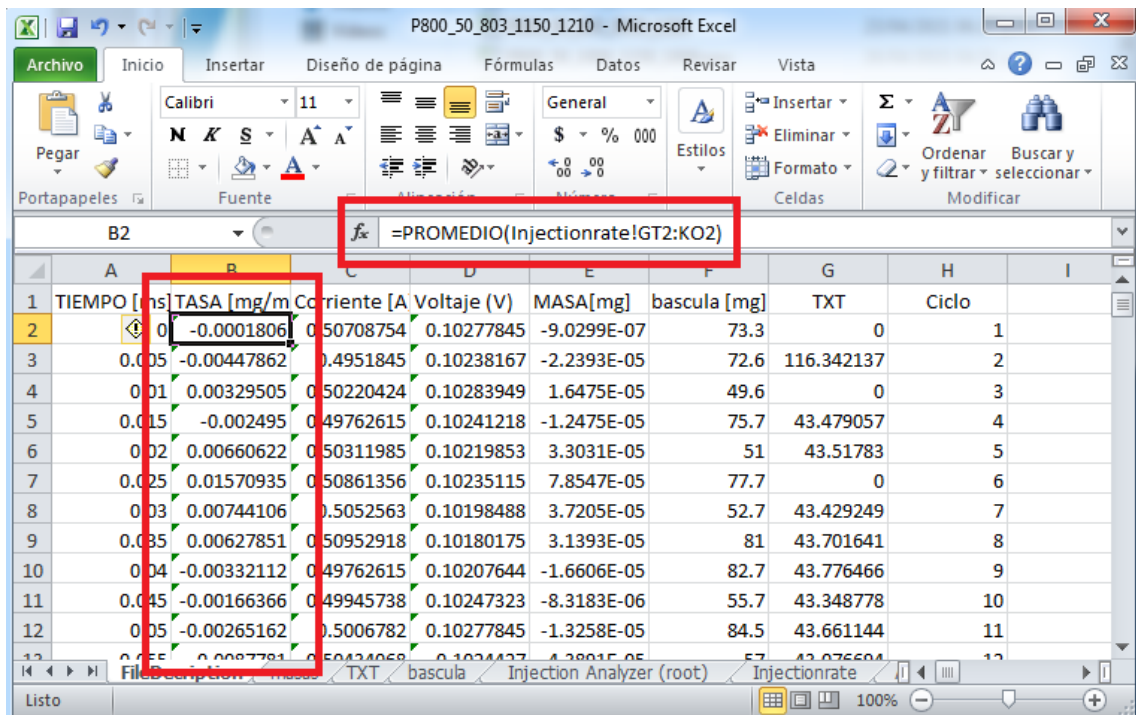 P800_50_803_1150_1210 - Microsoft Excel
Archivo Inicio Insertar Diseño de página Fórmulas Datos Revisar Vista
Calibri 11 General Insertar Σ
Pegar N K S A A $ % 000 Estilos Eliminar Ordenar y filtrar Buscar y seleccionar
A Formato
Portapapeles Fuente Número Celdas Modificar
B2 fx =PROMEDIO(Injectionrate!GT2:KO2)
A B C D E F G H I
1 TIEMPO [ms] TASA [mg/m Corriente [A Voltaje (V) MASA[mg] bascula [mg] TXT Ciclo
2 0 -0.0001806 0.50708754 0.10277845 -9.0299E-07 73.3 0 1
3 0.005 -0.00447862 0.4951845 0.10238167 -2.2393E-05 72.6 116.342137 2
4 0.01 0.00329505 0.50220424 0.10283949 1.6475E-05 49.6 0 3
5 0.015 -0.002495 0.49762615 0.10241218 -1.2475E-05 75.7 43.479057 4
6 0.02 0.00660622 0.50311985 0.10219853 3.3031E-05 51 43.51783 5
7 0.025 0.01570935 0.50861356 0.10235115 7.8547E-05 77.7 0 6
8 0.03 0.00744106 0.5052563 0.10198488 3.7205E-05 52.7 43.429249 7
9 0.035 0.00627851 0.50952918 0.10180175 3.1393E-05 81 43.701641 8
10 0.04 -0.00332112 0.49762615 0.10207644 -1.6606E-05 82.7 43.776466 9
11 0.045 -0.00166366 0.49945738 0.10247323 -8.3183E-06 55.7 43.348778 10
12 0.05 -0.00265162 0.5006782 0.10277845 -1.3258E-05 84.5 43.661144 11
FileDecription masas TXT bascula Injection Analyzer (root) Injectionrate
Listo 100%